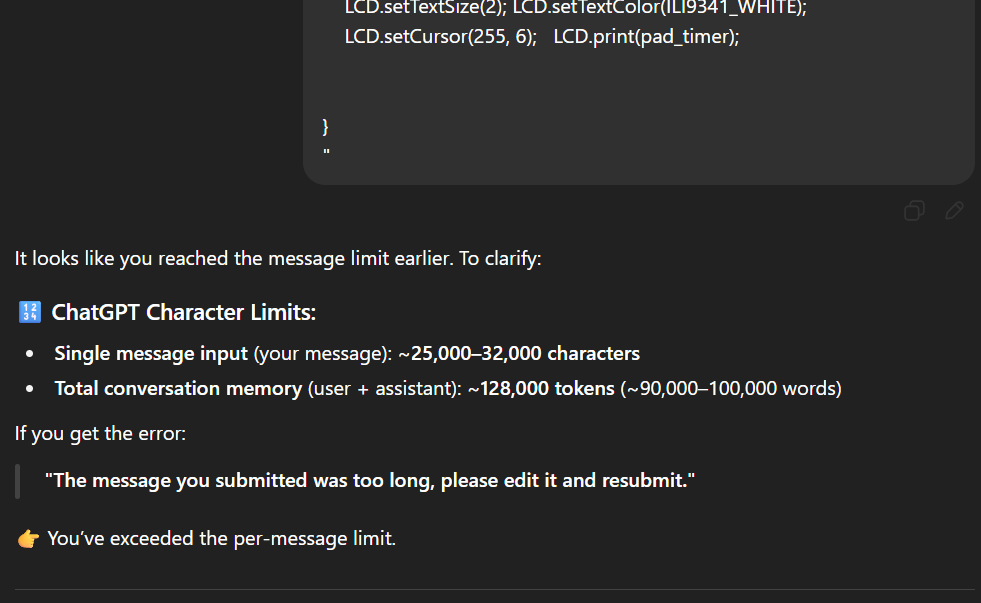 LCD.setTextSize(2); LCD.setTextColor(ILI9341_WHITE);
LCD.setCursor(255, 6);   LCD.print(pad_timer);
}
"
It looks like you reached the message limit earlier. To clarify:
🔢 ChatGPT Character Limits:
• Single message input (your message): ~25,000–32,000 characters
• Total conversation memory (user + assistant): ~128,000 tokens (~90,000–100,000 words)
If you get the error:
"The message you submitted was too long, please edit it and resubmit."
👉 You’ve exceeded the per-message limit.